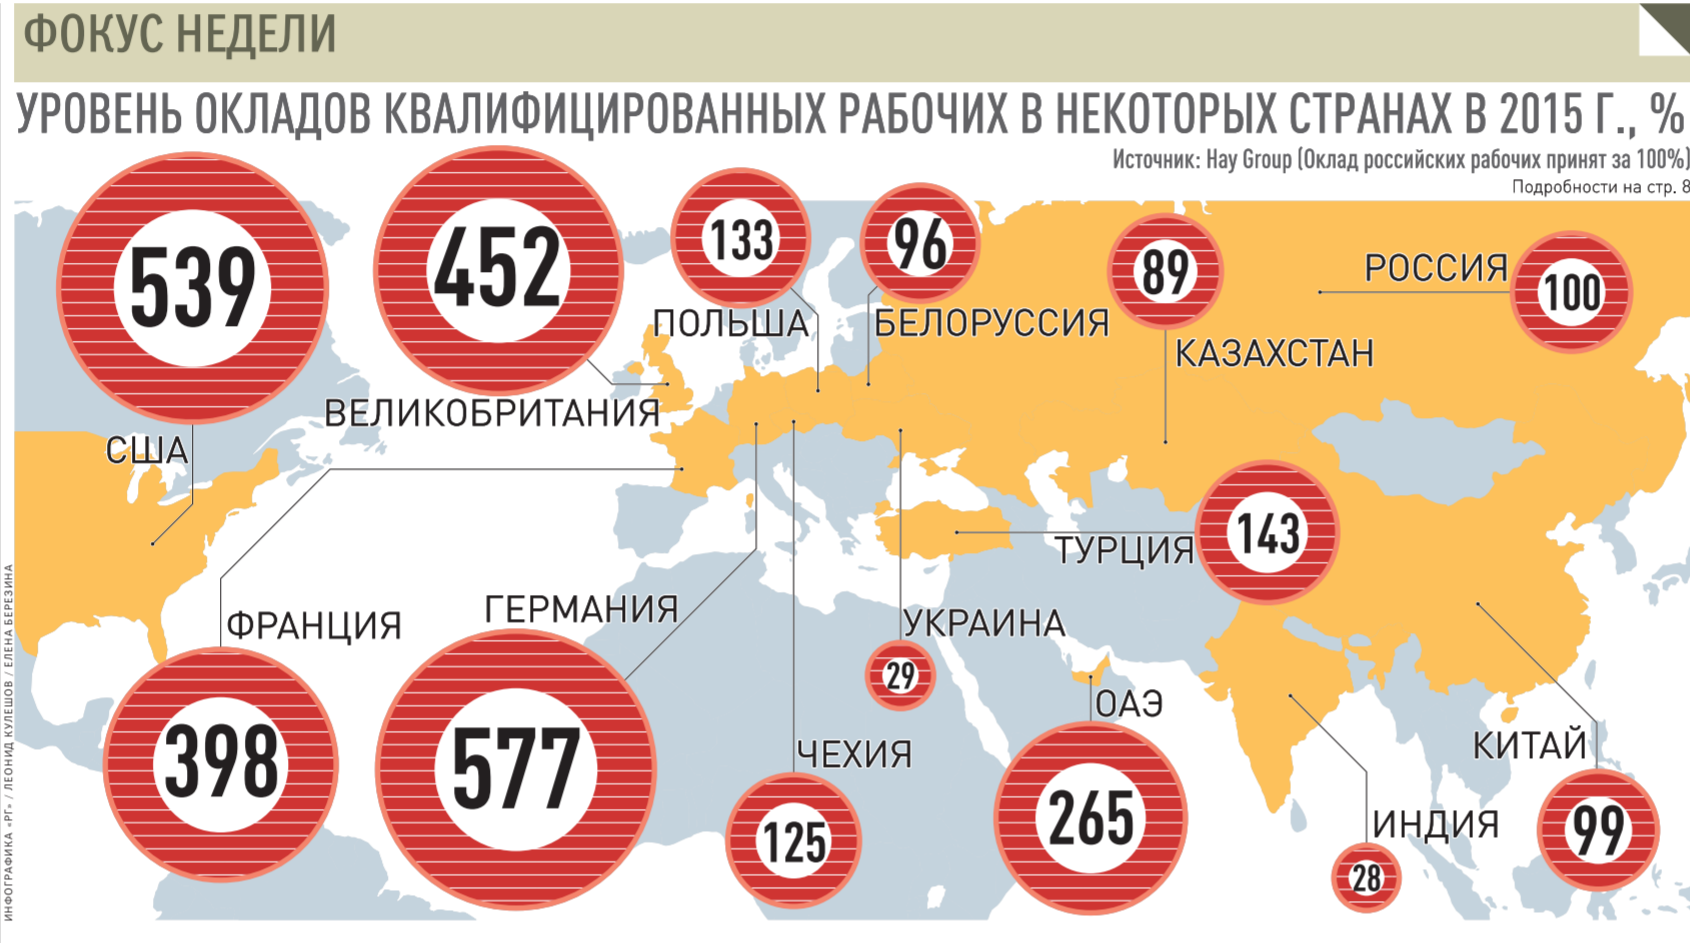 ФОКУС НЕДЕЛИ
УРОВЕНЬ ОКЛАДОВ КВАЛИФИЦИРОВАННЫХ РАБОЧИХ В НЕКОТОРЫХ СТРАНАХ В 2015 Г., %
Источник: Hay Group (Оклад российских рабочих принят за 100%)
Подробности на стр. 8
539
США
452
ВЕЛИКОБРИТАНИЯ
133
ПОЛЬША
96
БЕЛОРУССИЯ
89
КАЗАХСТАН
РОССИЯ
100
ТУРЦИЯ
143
ФРАНЦИЯ
398
ГЕРМАНИЯ
577
ЧЕХИЯ
125
УКРАИНА
29
ОАЭ
265
ИНДИЯ
28
КИТАЙ
99
ИНФОГРАФИКА «РГ» / ЛЕОНИД КУЛЕШОВ / ЕЛЕНА БЕРЕЗИНА